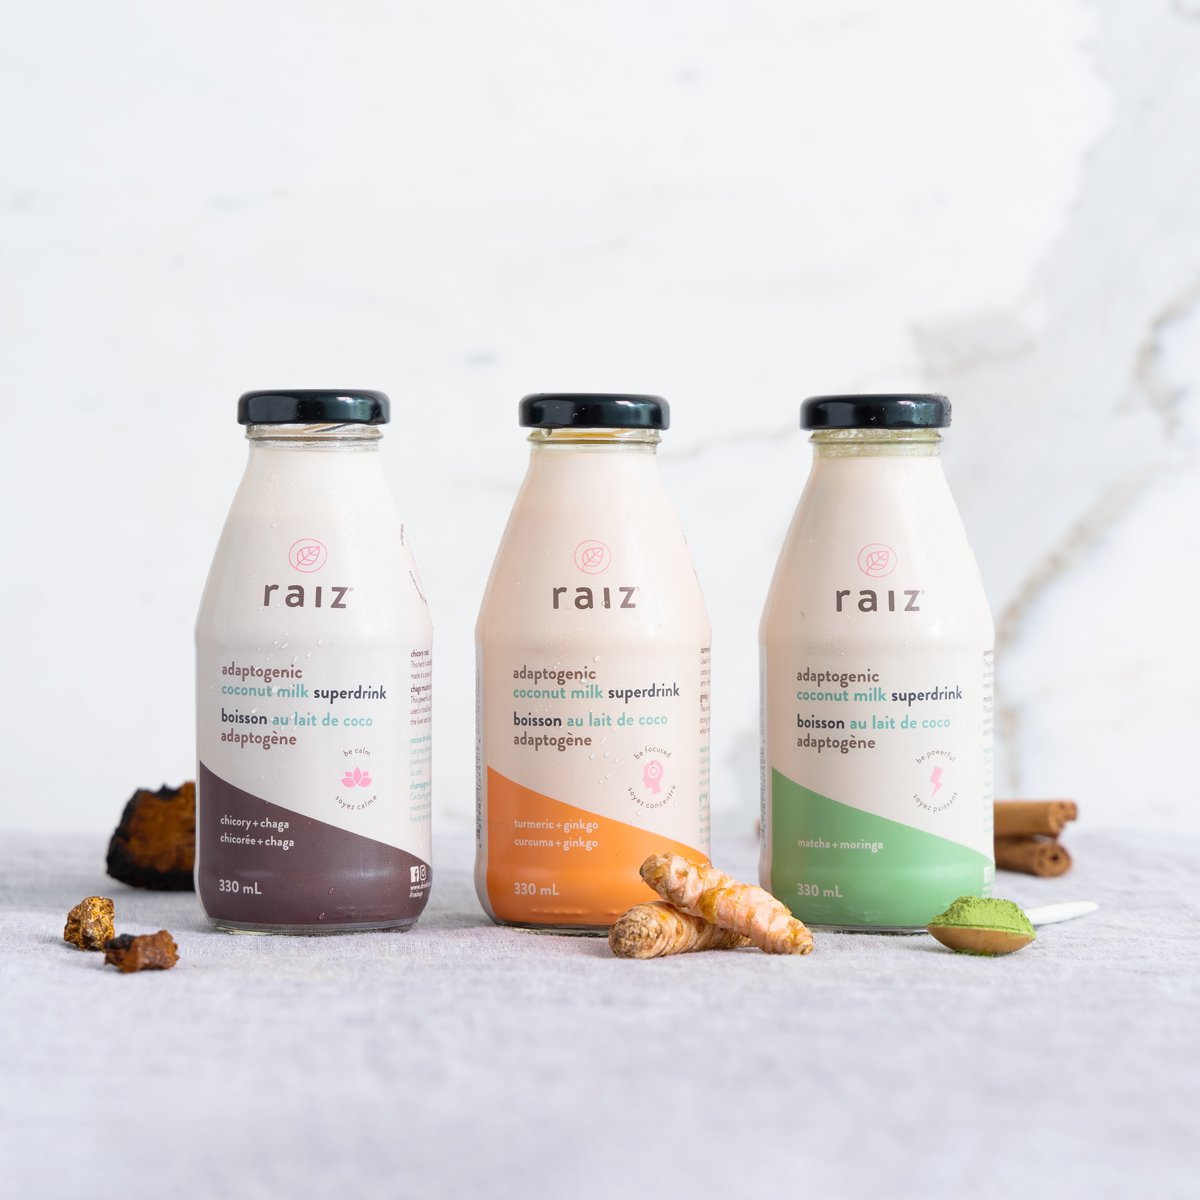 raiz
adaptogenic
coconut milk superdrink
boisson au lait de coco
adaptogène
be calm
soyez calme
chicory + chaga
chicorée + chaga
330 mL
chicory root
raiz
adaptogenic
coconut milk superdrink
boisson au lait de coco
adaptogène
be focused
soyez concentré
turmeric + ginkgo
curcuma + ginkgo
330 mL
raiz
adaptogenic
coconut milk superdrink
boisson au lait de coco
adaptogène
be powerful
soyez puissant
matcha + moringa
330 mL